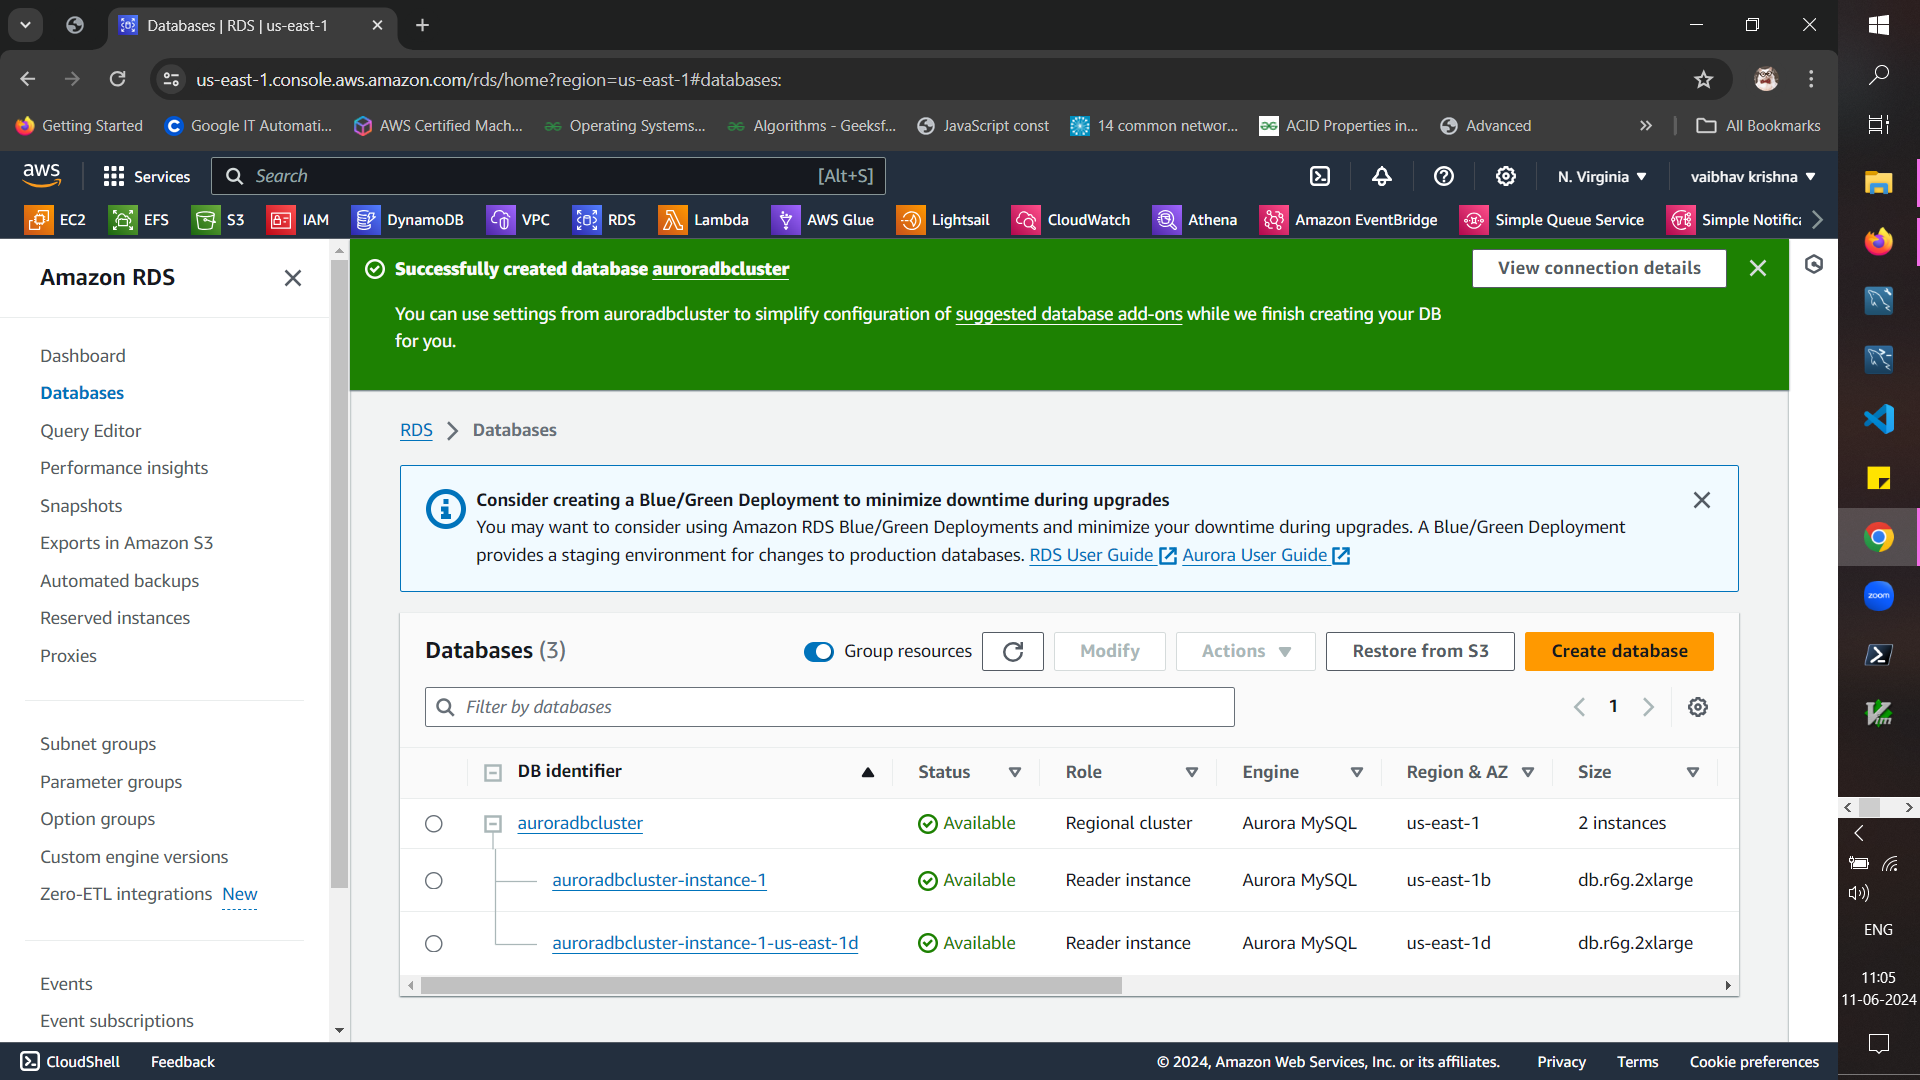 Databases | RDS | us-east-1
us-east-1.console.aws.amazon.com/rds/home?region=us-east-1#databases:
Getting Started
Google IT Automati...
AWS Certified Mach...
Operating Systems...
Algorithms - Geeksf...
JavaScript const
14 common networ...
ACID Properties in...
Advanced
All Bookmarks
aws
Services
Search
[Alt+S]
N. Virginia
vaibhav krishna
EC2
EFS
S3
IAM
DynamoDB
VPC
RDS
Lambda
AWS Glue
Lightsail
CloudWatch
Athena
Amazon EventBridge
Simple Queue Service
Simple Notifica
Amazon RDS
Dashboard
Databases
Query Editor
Performance insights
Snapshots
Exports in Amazon S3
Automated backups
Reserved instances
Proxies
Subnet groups
Parameter groups
Option groups
Custom engine versions
Zero-ETL integrations New
Events
Event subscriptions
Successfully created database auroradbcluster
View connection details
You can use settings from auroradbcluster to simplify configuration of suggested database add-ons while we finish creating your DB
for you.
RDS
Databases
Consider creating a Blue/Green Deployment to minimize downtime during upgrades
You may want to consider using Amazon RDS Blue/Green Deployments and minimize your downtime during upgrades. A Blue/Green Deployment
provides a staging environment for changes to production databases. RDS User Guide Aurora User Guide
Databases (3)
Group resources
Modify
Actions
Restore from S3
Create database
Filter by databases
1
DB identifier Status Role Engine Region & AZ Size
auroradbcluster Available Regional cluster Aurora MySQL us-east-1 2 instances
auroradbcluster-instance-1 Available Reader instance Aurora MySQL us-east-1b db.r6g.2xlarge
auroradbcluster-instance-1-us-east-1d Available Reader instance Aurora MySQL us-east-1d db.r6g.2xlarge
CloudShell
Feedback
© 2024, Amazon Web Services, Inc. or its affiliates.
Privacy
Terms
Cookie preferences
zoom
Vim
ENG
11:05
11-06-2024